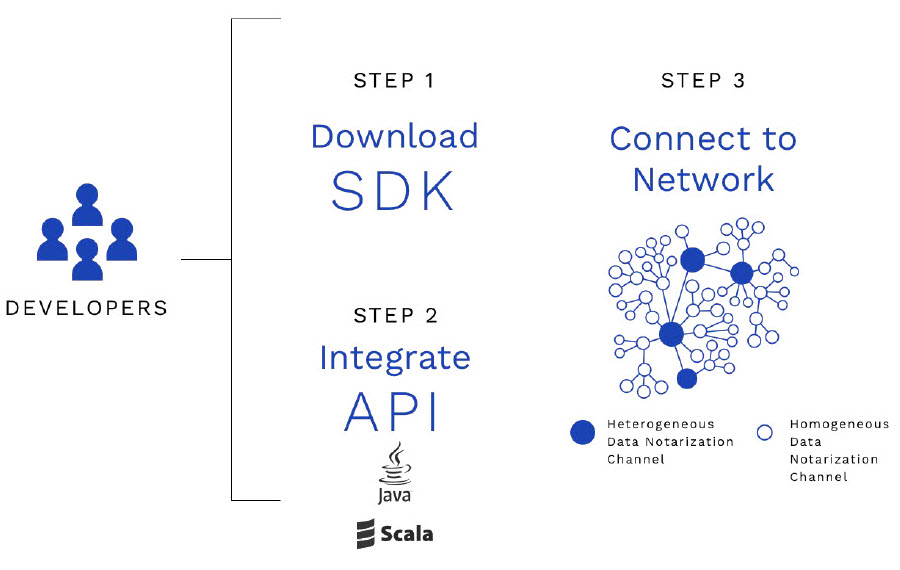 DEVELOPERS
STEP 1
Download
SDK
STEP 2
Integrate
API
Java
Scala
STEP 3
Connect to
Network
Heterogeneous
Data Notarization
Channel
Homogeneous
Data
Notarization
Channel